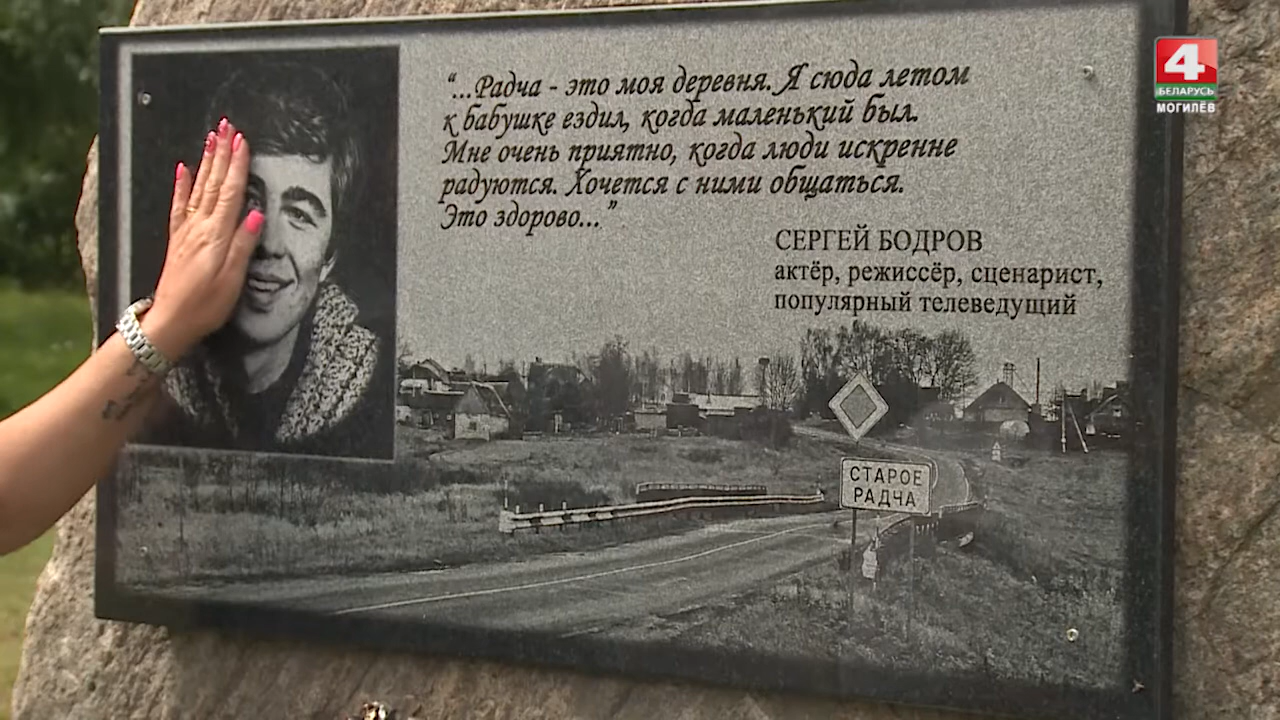 “...Радча - это моя деревня. Я сюда летом
к бабушке ездил, когда маленький был.
Мне очень приятно, когда люди искренне
радуются. Хочется с ними общаться.
Это здорово...”
СЕРГЕЙ БОДРОВ
актёр, режиссёр, сценарист,
популярный телеведущий
СТАРОЕ
РАДЧА
4
БЕЛАРУСЬ
МОГИЛЁВ